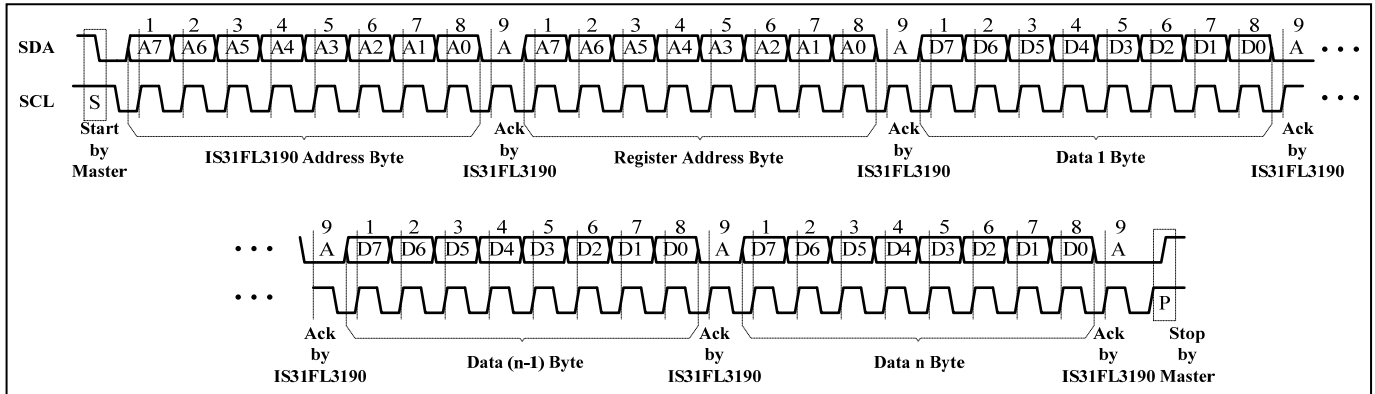 1 2 3 4 5 6 7 8 9 1 2 3 4 5 6 7 8 9 1 2 3 4 5 6 7 8 9
SDA A7 A6 A5 A4 A3 A2 A1 A0 A A7 A6 A5 A4 A3 A2 A1 A0 A D7 D6 D5 D4 D3 D2 D1 D0 A • • •
SCL S • • •
Start by Master
IS31FL3190 Address Byte
Ack by IS31FL3190
Register Address Byte
Ack by IS31FL3190
Data 1 Byte
Ack by IS31FL3190
9 1 2 3 4 5 6 7 8 9 1 2 3 4 5 6 7 8 9
• • • A D7 D6 D5 D4 D3 D2 D1 D0 A D7 D6 D5 D4 D3 D2 D1 D0 A
• • • P
Ack by IS31FL3190
Data (n-1) Byte
Ack by IS31FL3190
Data n Byte
Ack by IS31FL3190
Stop by Master